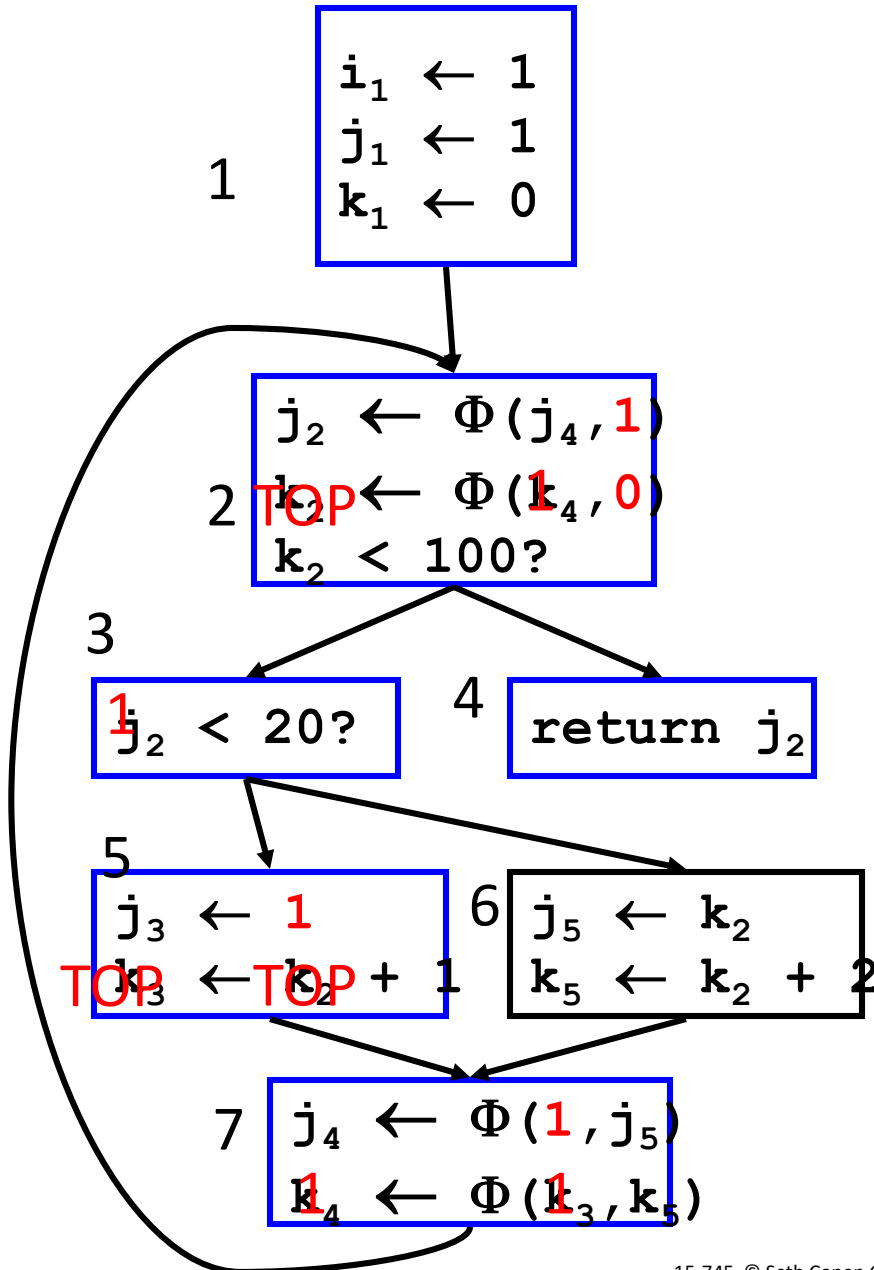 i₁ ← 1
j₁ ← 1
1
k₁ ← 0
j₂ ← Φ(j₄,1)
2 k₂ TOP ← Φ(k₄ 1,0)
k₂ < 100?
3
4
1 j₂ < 20?
return j₂
5
j₃ ← 1
TOP k₃ ← k₂ TOP + 1
6
j₅ ← k₂
k₅ ← k₂ + 2
7
j₄ ← Φ(1,j₅)
1 k₄ ← Φ(1 k₃,k₅)